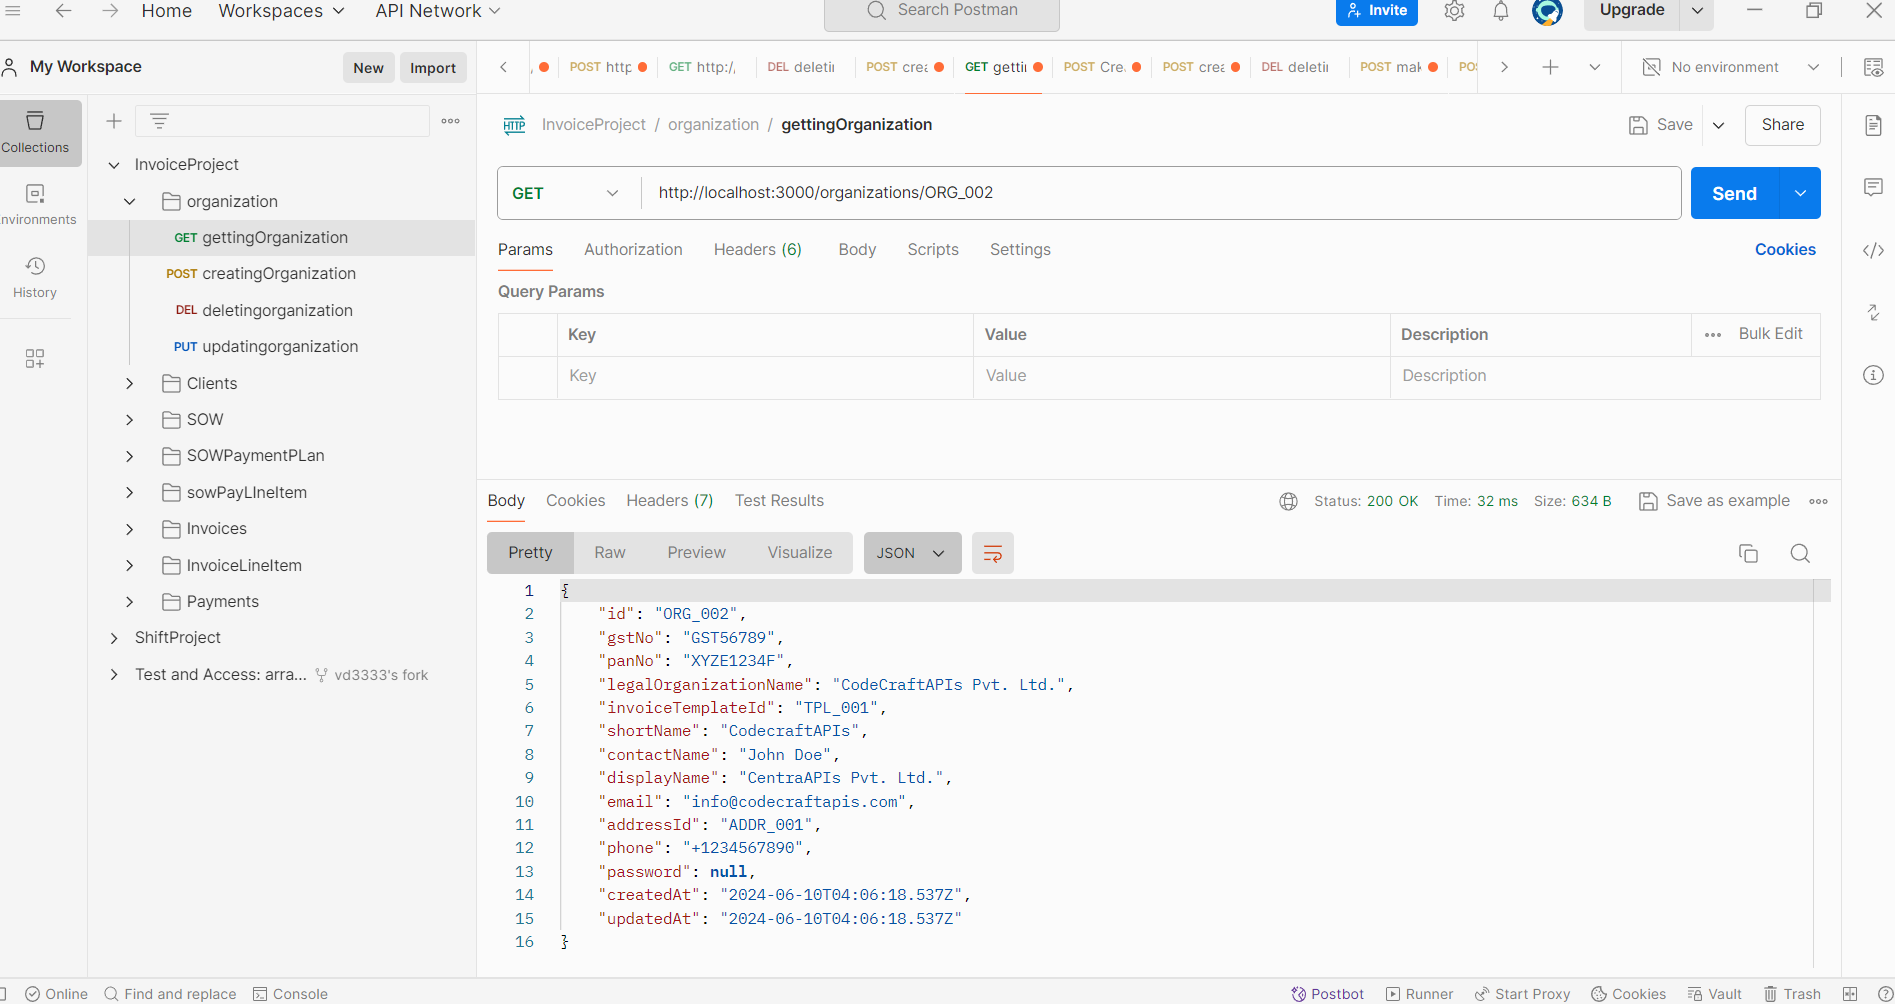 Home Workspaces API Network Search Postman Invite Upgrade
My Workspace New Import
POST http GET http:/, DEL deletir POST crea GET gettir POST Cre POST crea DEL deletir POST mak POS No environment
Collections
Environments
History
InvoiceProject
organization
GET gettingOrganization
POST creatingOrganization
DEL deletingorganization
PUT updatingorganization
Clients
SOW
SOWPaymentPLan
sowPayLIneItem
Invoices
InvoiceLineItem
Payments
ShiftProject
Test and Access: arra... vd3333's fork
HTTP InvoiceProject / organization / gettingOrganization Save Share
GET http://localhost:3000/organizations/ORG_002 Send
Params Authorization Headers (6) Body Scripts Settings Cookies
Query Params
Key Value Description ••• Bulk Edit
Key Value Description
Body Cookies Headers (7) Test Results Status: 200 OK Time: 32 ms Size: 634 B Save as example
Pretty Raw Preview Visualize JSON
1 {
2 "id": "ORG_002",
3 "gstNo": "GST56789",
4 "panNo": "XYZE1234F",
5 "legalOrganizationName": "CodeCraftAPIs Pvt. Ltd.",
6 "invoiceTemplateId": "TPL_001",
7 "shortName": "CodecraftAPIs",
8 "contactName": "John Doe",
9 "displayName": "CentraAPIs Pvt. Ltd.",
10 "email": "info@codecraftapis.com",
11 "addressId": "ADDR_001",
12 "phone": "+1234567890",
13 "password": null,
14 "createdAt": "2024-06-10T04:06:18.537Z",
15 "updatedAt": "2024-06-10T04:06:18.537Z"
16 }
Online Find and replace Console Postbot Runner Start Proxy Cookies Vault Trash